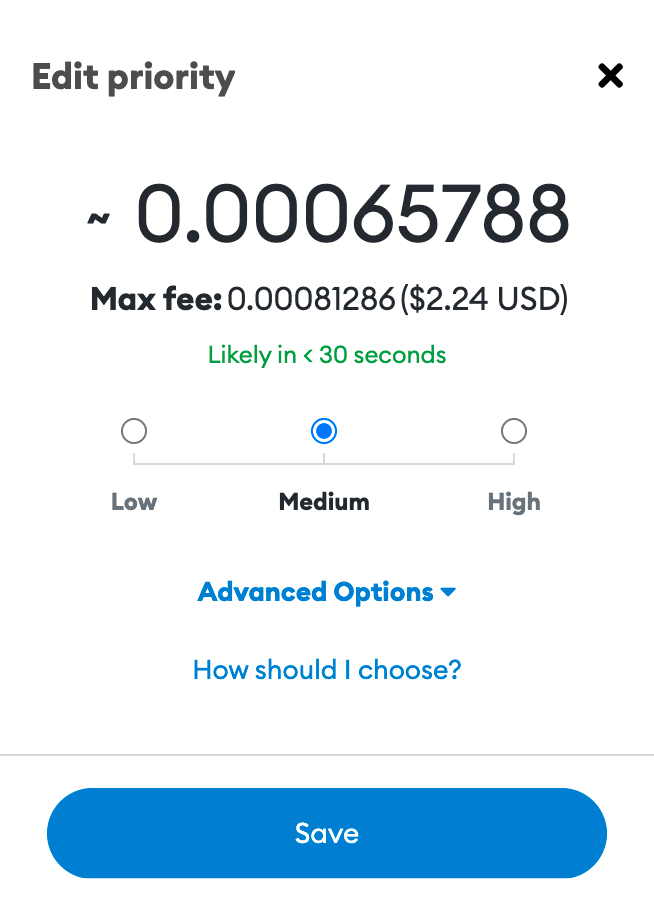 Edit priority
~ 0.00065788
Max fee: 0.00081286 ($2.24 USD)
Likely in < 30 seconds
Low Medium High
Advanced Options
How should I choose?
Save